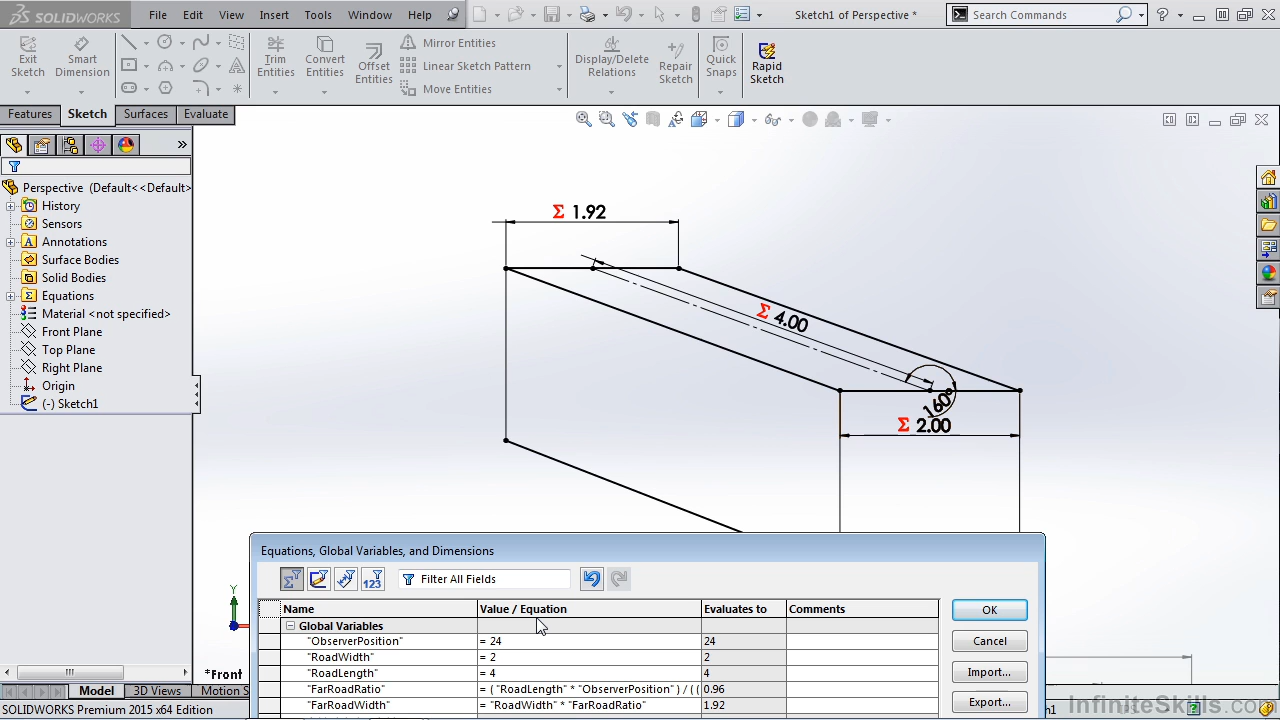 SOLIDWORKS File Edit View Insert Tools Window Help Sketch1 of Perspective * Search Commands
Exit Sketch Smart Dimension Trim Entities Convert Entities Offset Entities Mirror Entities Linear Sketch Pattern Move Entities Display/Delete Relations Repair Sketch Quick Snaps Rapid Sketch
Features Sketch Surfaces Evaluate
Perspective (Default<<Default>
History
Sensors
Annotations
Surface Bodies
Solid Bodies
Equations
Material <not specified>
Front Plane
Top Plane
Right Plane
Origin
(-) Sketch1
Σ 1.92
Σ 4.00
160°
Σ 2.00
Y
*Front
Equations, Global Variables, and Dimensions
Filter All Fields
Name Value / Equation Evaluates to Comments
Global Variables
"ObserverPosition" = 24 24
"RoadWidth" = 2 2
"RoadLength" = 4 4
"FarRoadRatio" = ( "RoadLength" * "ObserverPosition" ) / ( ( 0.96
"FarRoadWidth" = "RoadWidth" * "FarRoadRatio" 1.92
OK
Cancel
Import...
Export...
Model 3D Views Motion S
SOLIDWORKS Premium 2015 x64 Edition
InfiniteSkills.com